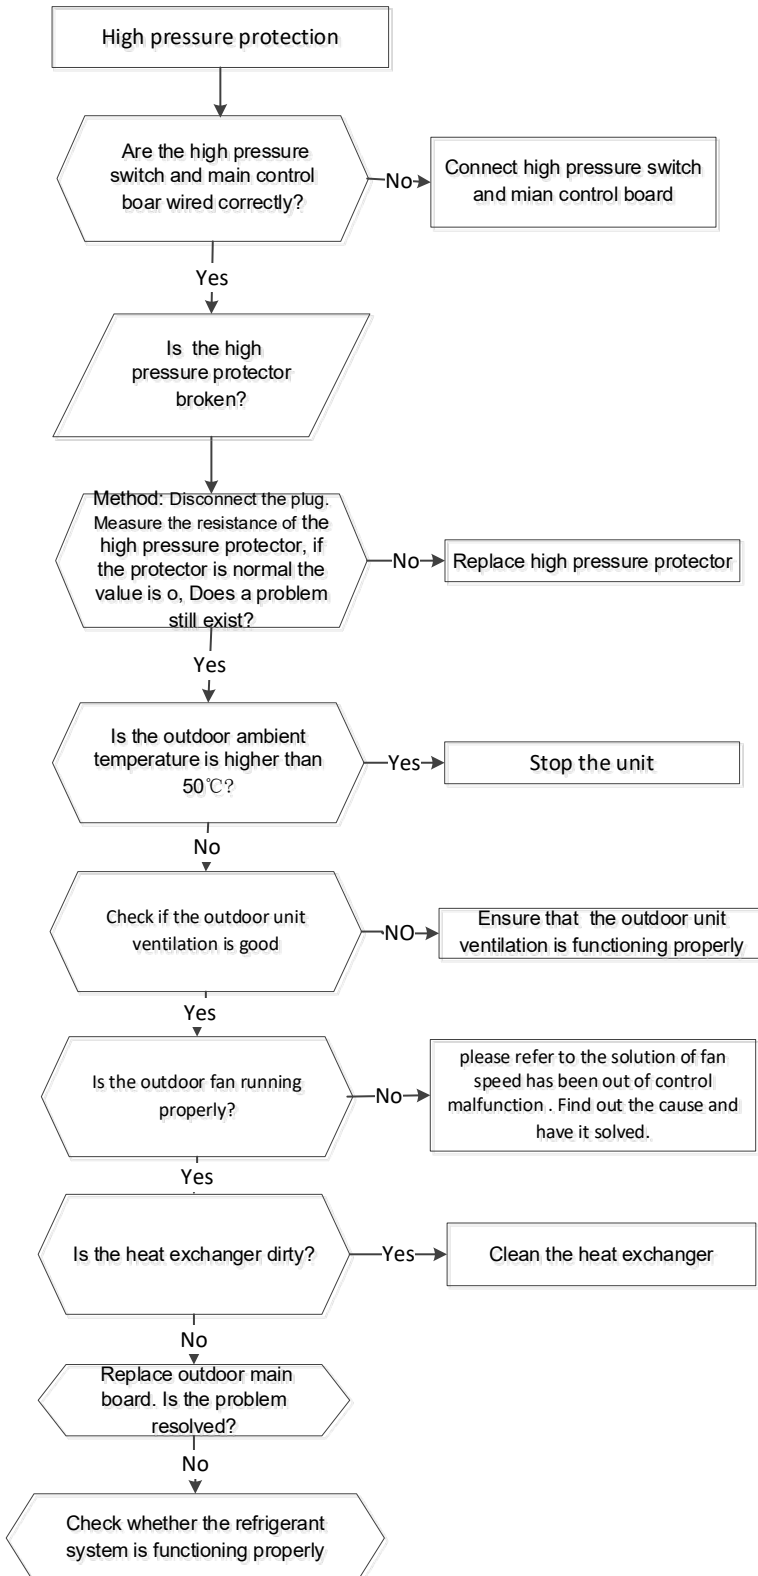 High pressure protection
Are the high pressure
switch and main control
boar wired correctly?
No
Connect high pressure switch
and mian control board
Yes
Is the high
pressure protector
broken?
Method: Disconnect the plug.
Measure the resistance of the
high pressure protector, if
the protector is normal the
value is o, Does a problem
still exist?
No
Replace high pressure protector
Yes
Is the outdoor ambient
temperature is higher than
50℃?
Yes
Stop the unit
No
Check if the outdoor unit
ventilation is good
NO
Ensure that the outdoor unit
ventilation is functioning properly
Yes
Is the outdoor fan running
properly?
No
please refer to the solution of fan
speed has been out of control
malfunction . Find out the cause and
have it solved.
Yes
Is the heat exchanger dirty?
Yes
Clean the heat exchanger
No
Replace outdoor main
board. Is the problem
resolved?
No
Check whether the refrigerant
system is functioning properly